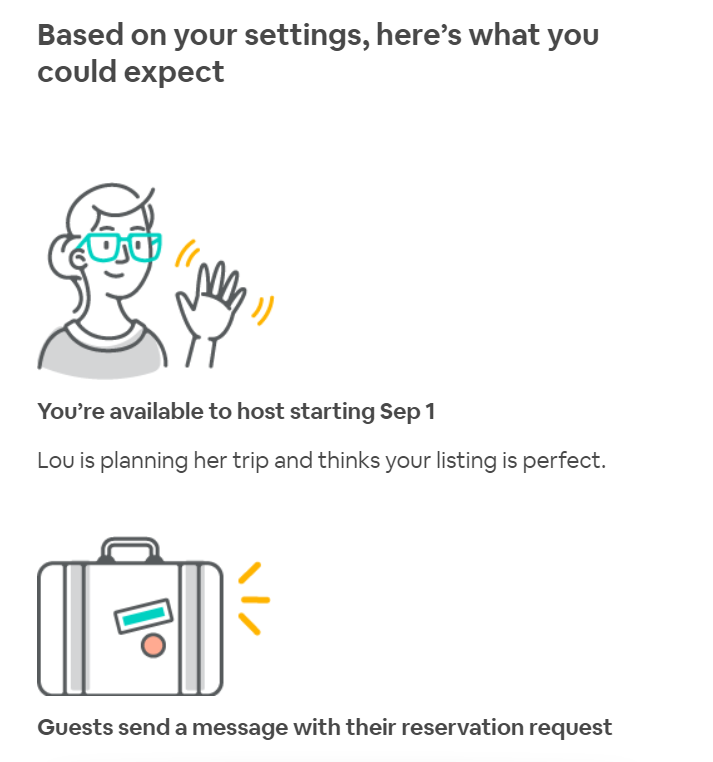 Based on your settings, here’s what you
could expect
You’re available to host starting Sep 1
Lou is planning her trip and thinks your listing is perfect.
Guests send a message with their reservation request